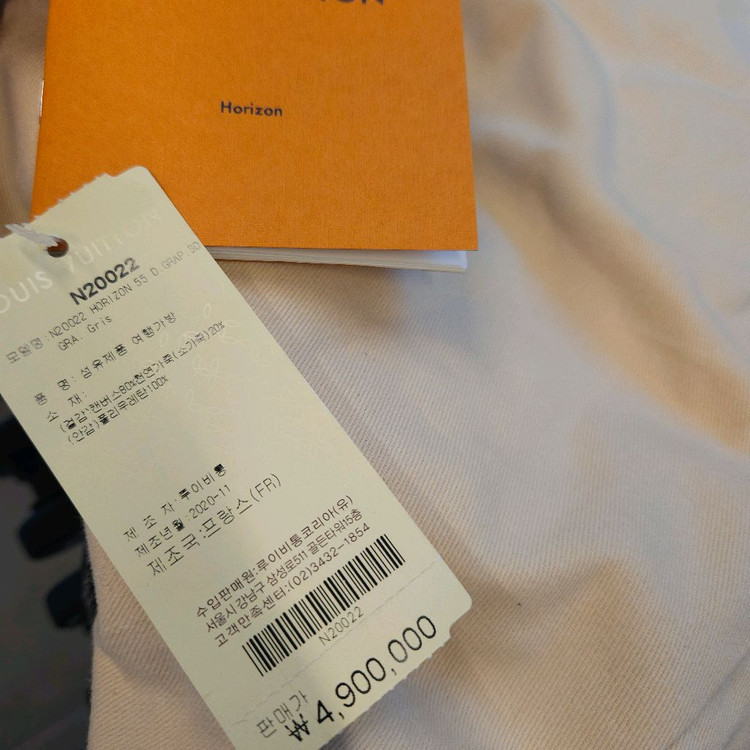 Horizon
OUIS VUITTON
N20022
모델명:N20022 HORIZON 55 D.GRAP.SO
GRA. Gris
품 명: 섬유제품 여행가방
소 재:
(겉감)캔버스80%천연가죽(소가죽)20%
(안감)폴리우레탄100%
제 조 자:루이비통
제조년월:2020-11
제조국:프랑스(FR)
수입판매원:루이비통코리아(유)
서울시 강남구 삼성로511 골든타워15층
고객만족센터:(02)3432-1854
N20022
판매가
₩4,900,000